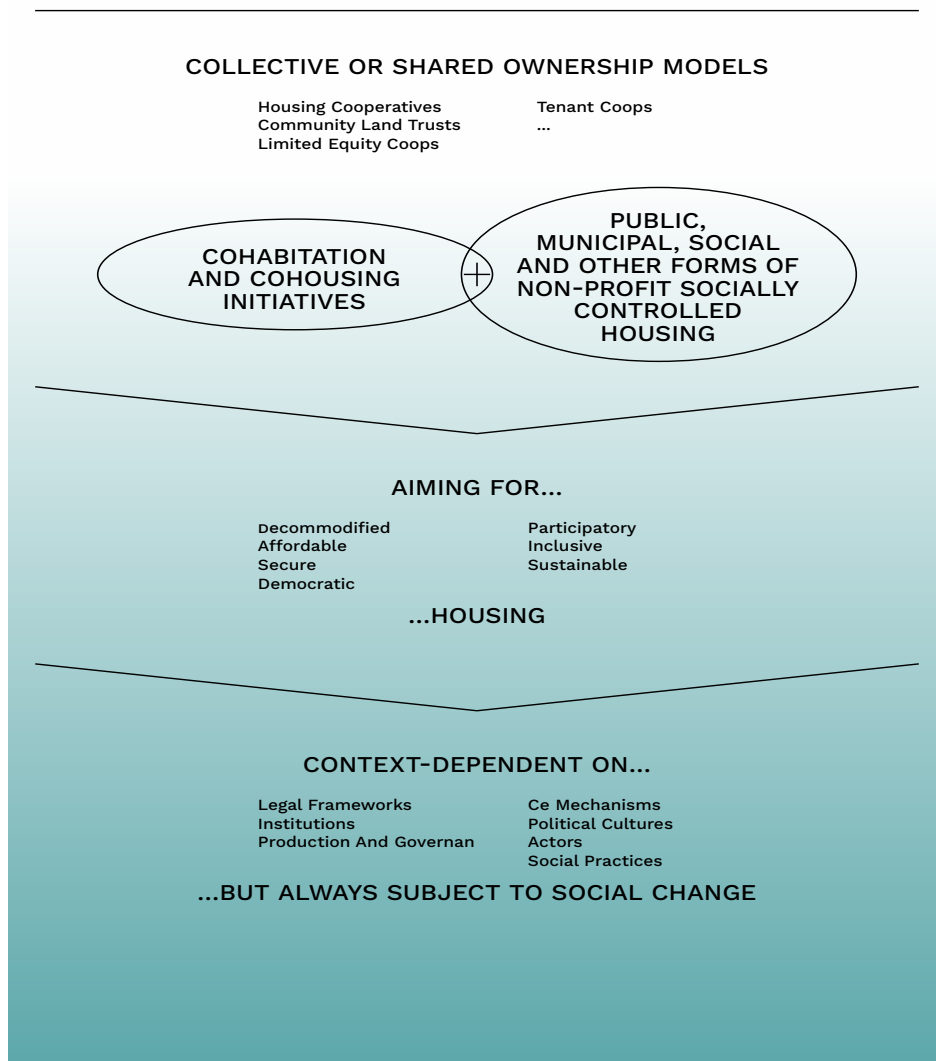 COLLECTIVE OR SHARED OWNERSHIP MODELS
Housing Cooperatives
Community Land Trusts
Limited Equity Coops
Tenant Coops
...
COHABITATION
AND COHOUSING
INITIATIVES
+
PUBLIC,
MUNICIPAL, SOCIAL
AND OTHER FORMS OF
NON-PROFIT SOCIALLY
CONTROLLED
HOUSING
AIMING FOR...
Decommodified
Affordable
Secure
Democratic
Participatory
Inclusive
Sustainable
...HOUSING
CONTEXT-DEPENDENT ON...
Legal Frameworks
Institutions
Production And Governan
Ce Mechanisms
Political Cultures
Actors
Social Practices
...BUT ALWAYS SUBJECT TO SOCIAL CHANGE